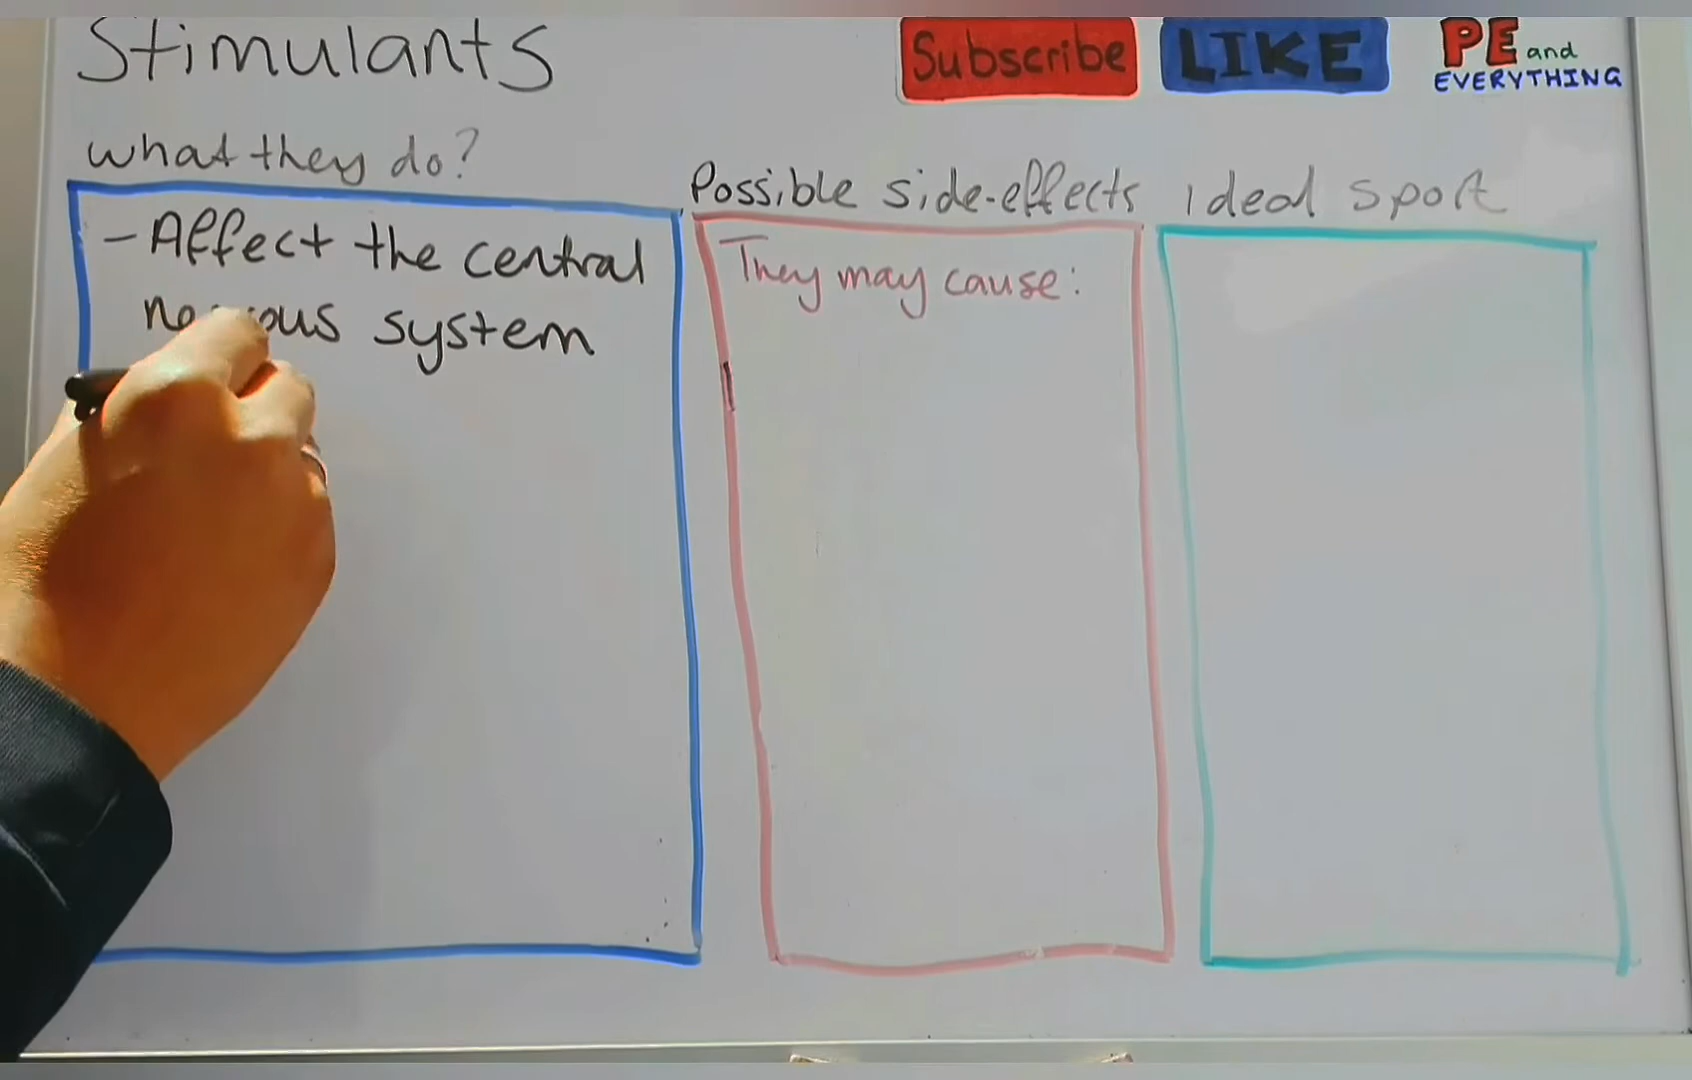 Stimulants
Subscribe
LIKE
PE and
EVERYTHING
what they do?
Possible side-effects
ideal sport
- Affect the central
system
They may cause: